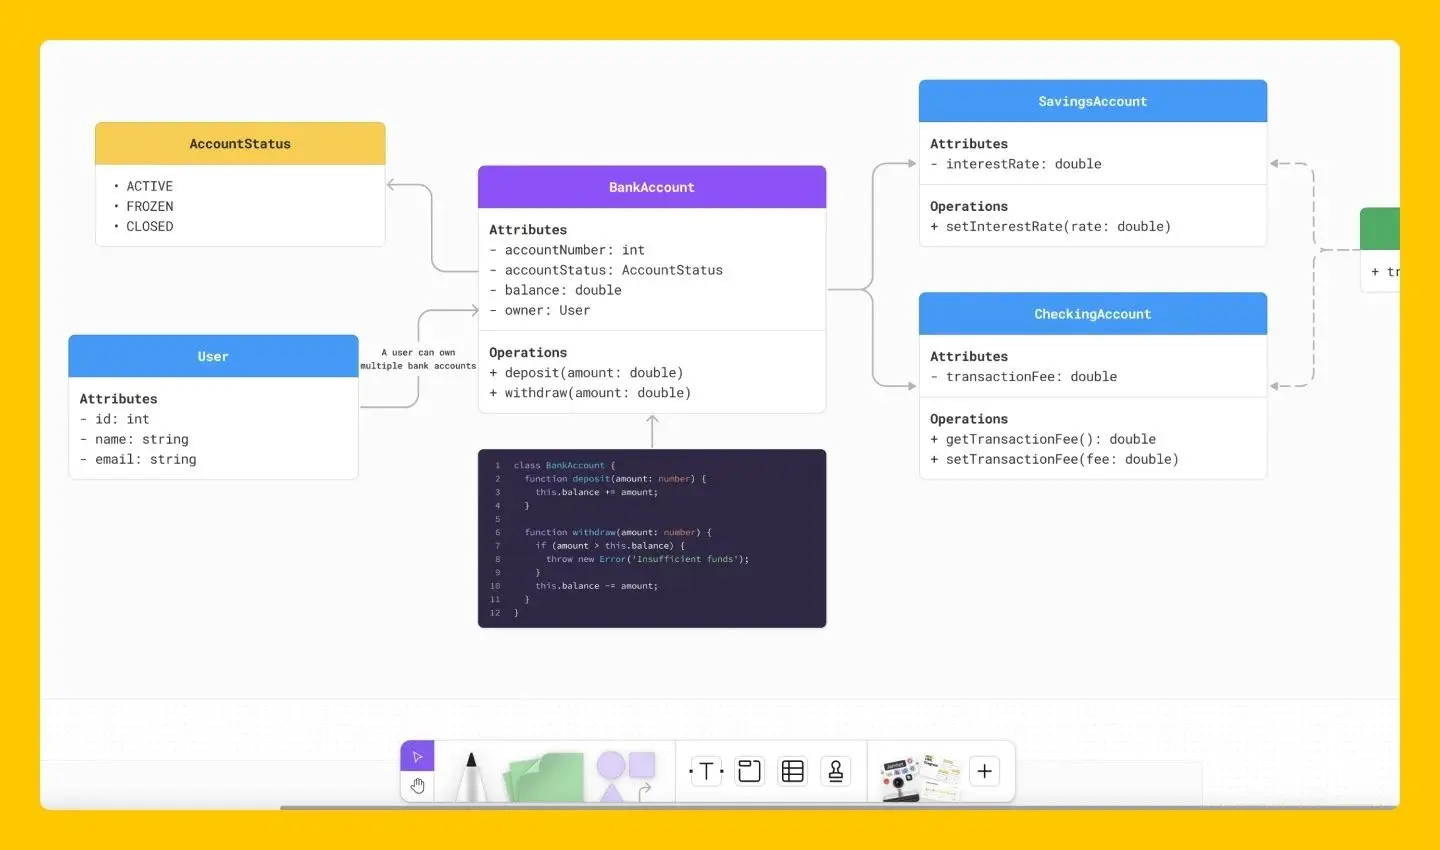 AccountStatus
• ACTIVE
• FROZEN
• CLOSED
User
Attributes
- id: int
- name: string
- email: string
A user can own
multiple bank accounts
BankAccount
Attributes
- accountNumber: int
- accountStatus: AccountStatus
- balance: double
- owner: User
Operations
+ deposit(amount: double)
+ withdraw(amount: double)
1 class BankAccount {
2 function deposit(amount: number) {
3 this.balance += amount;
4 }
5
6 function withdraw(amount: number) {
7 if (amount > this.balance) {
8 throw new Error('Insufficient funds');
9 }
10 this.balance -= amount;
11 }
12 }
SavingsAccount
Attributes
- interestRate: double
Operations
+ setInterestRate(rate: double)
CheckingAccount
Attributes
- transactionFee: double
Operations
+ getTransactionFee(): double
+ setTransactionFee(fee: double)
+ tr
T